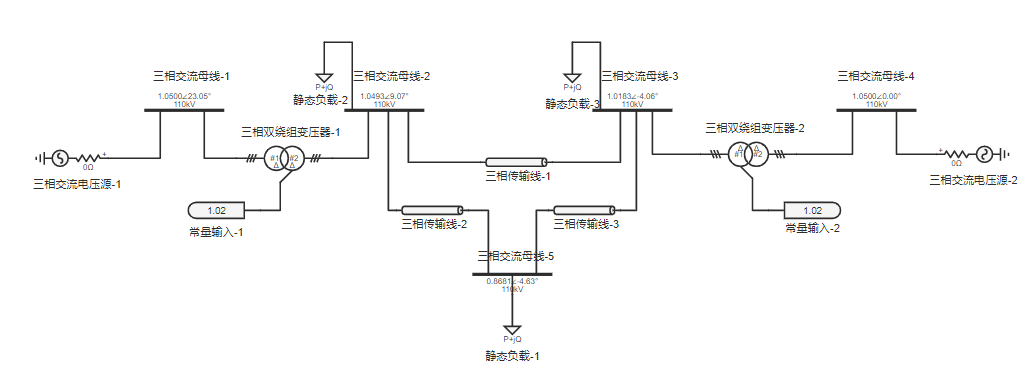 P+jQ
静态负载-2
P+jQ
静态负载-3
三相交流母线-1
1.0500∠23.05°
110kV
三相交流母线-2
1.0493∠9.07°
110kV
三相交流母线-3
1.0183∠-4.06°
110kV
三相交流母线-4
1.0500∠0.00°
110kV
三相双绕组变压器-1
#1
#2
三相双绕组变压器-2
#1
#2
+
0Ω
三相交流电压源-1
三相传输线-1
+
0Ω
三相交流电压源-2
1.02
常量输入-1
三相传输线-2
三相传输线-3
1.02
常量输入-2
三相交流母线-5
0.8681∠-4.63°
110kV
P+jQ
静态负载-1